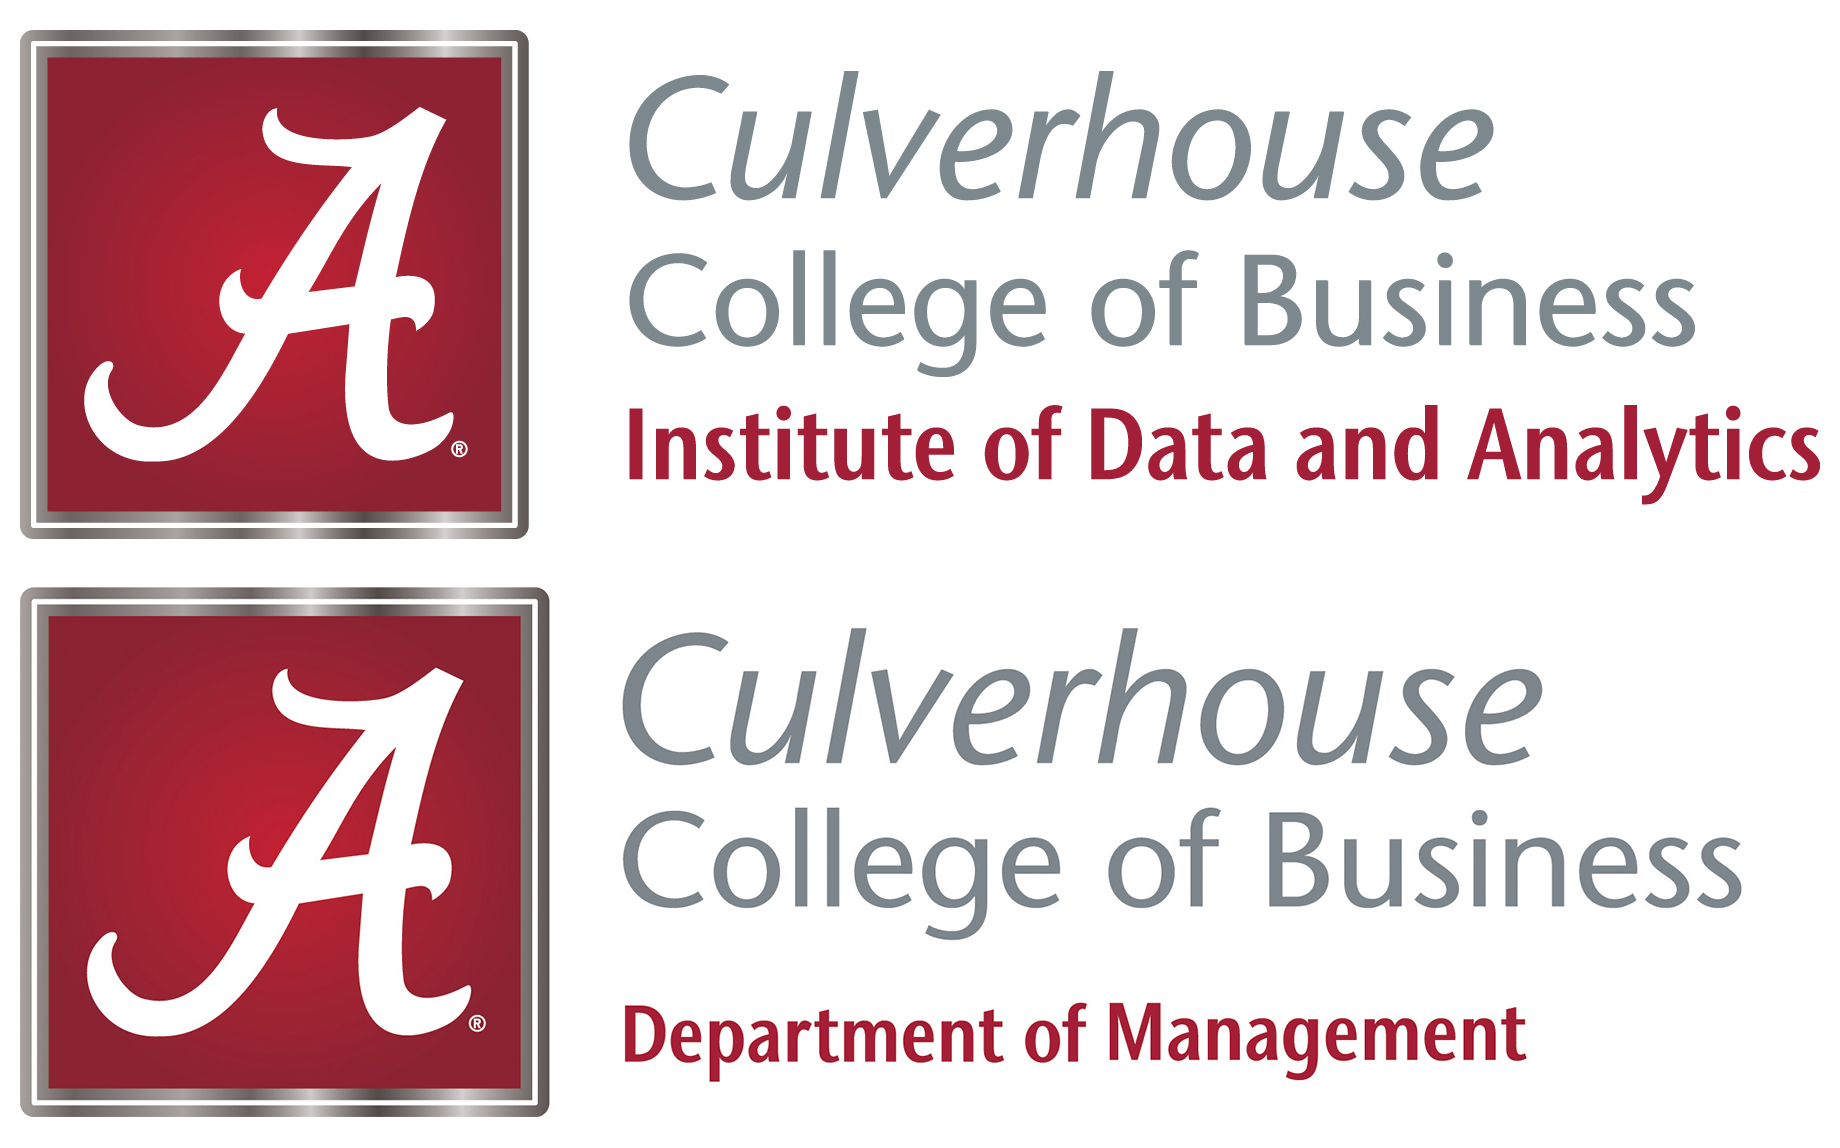 A
®
Culverhouse
College of Business
Institute of Data and Analytics
A
®
Culverhouse
College of Business
Department of Management